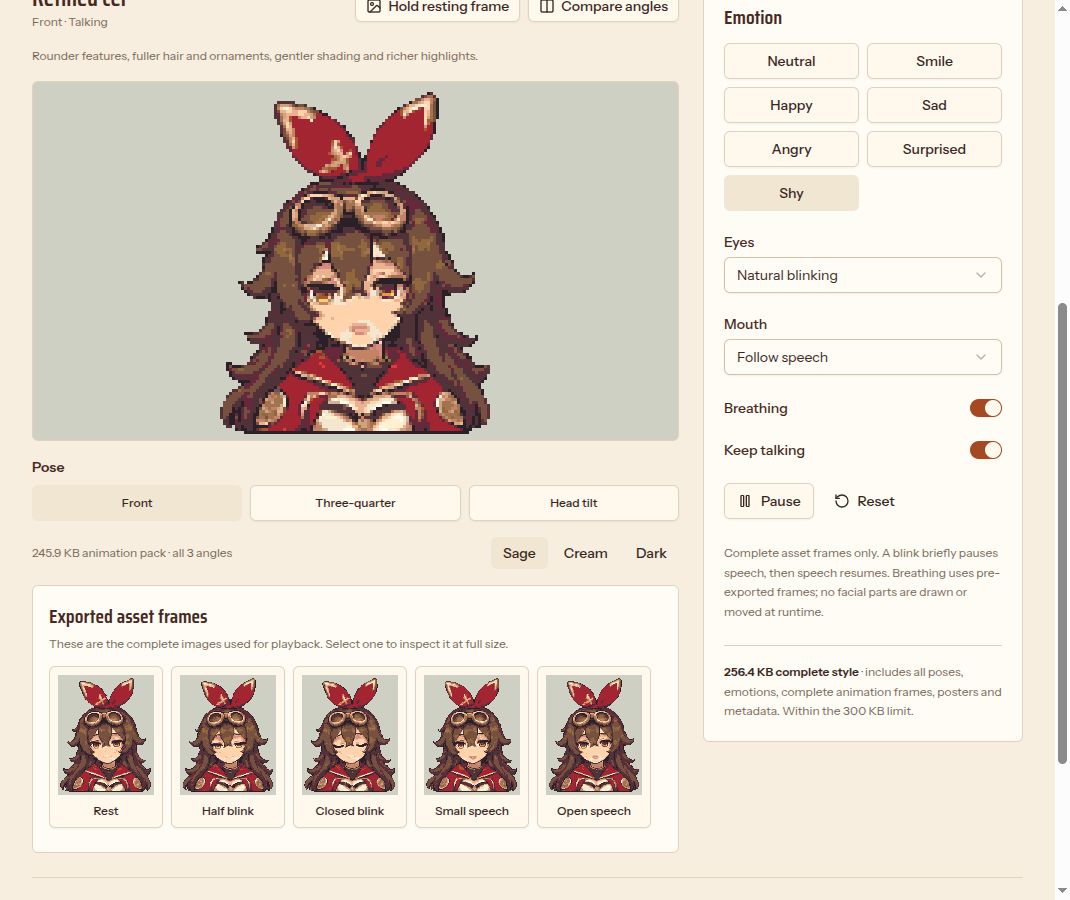 Front · Talking
Hold resting frame
Compare angles
Rounder features, fuller hair and ornaments, gentler shading and richer highlights.
Pose
Front
Three-quarter
Head tilt
245.9 KB animation pack · all 3 angles
Sage
Cream
Dark
Exported asset frames
These are the complete images used for playback. Select one to inspect it at full size.
Rest
Half blink
Closed blink
Small speech
Open speech
Emotion
Neutral
Smile
Happy
Sad
Angry
Surprised
Shy
Eyes
Natural blinking
Mouth
Follow speech
Breathing
Keep talking
Pause
Reset
Complete asset frames only. A blink briefly pauses
speech, then speech resumes. Breathing uses pre-
exported frames; no facial parts are drawn or
moved at runtime.
256.4 KB complete style · includes all poses,
emotions, complete animation frames, posters and
metadata. Within the 300 KB limit.